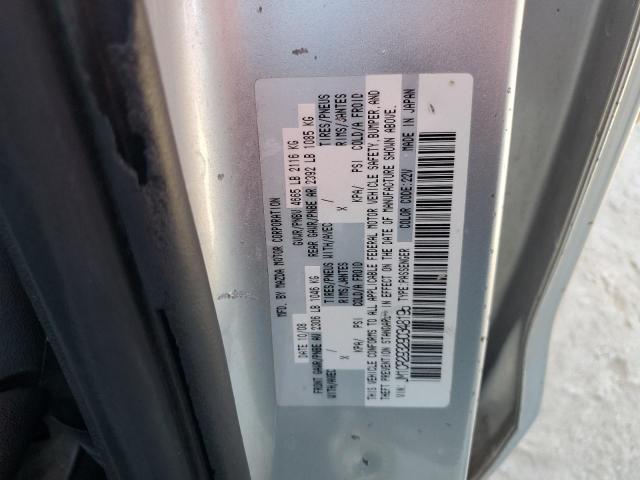 MFD. BY MAZDA MOTOR CORPORATION
DATE 10/08 GVWR/PNBV 4665 LB 2116 KG
FRONT GAWR/PNBE AV 2306 LB 1046 KG REAR GAWR/PNBE AR 2392 LB 1085 KG
WITH/AVEC / TIRES/PNEUS WITH/AVEC / TIRES/PNEUS
X RIMS/JANTES X RIMS/JANTES
KPA/ PSI COLD/A FROID KPA/ PSI COLD/A FROID
THIS VEHICLE CONFORMS TO ALL APPLICABLE FEDERAL MOTOR VEHICLE SAFETY, BUMPER, AND
THEFT PREVENTION STANDARDS IN EFFECT ON THE DATE OF MANUFACTURE SHOWN ABOVE.
VIN: TYPE:PASSENGER COLOR CODE:22V MADE IN JAPAN